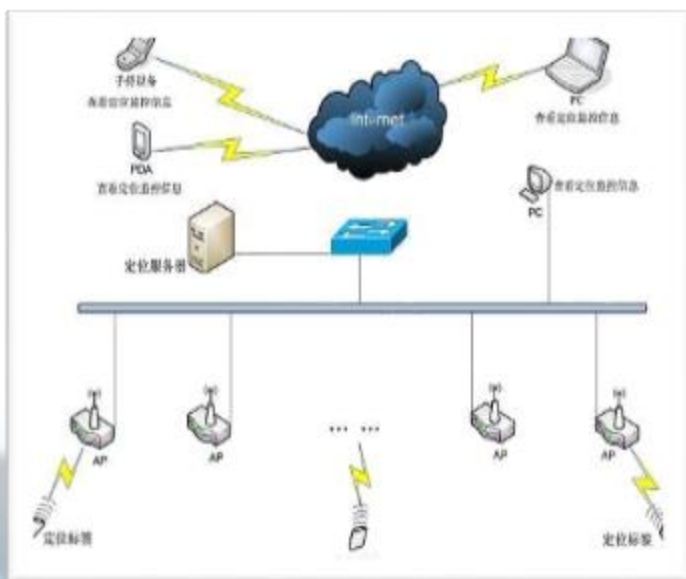 手持设备
查看定位监控信息
Internet
PC
查看定位监控信息
PDA
查看定位监控信息
查看定位监控信息
PC
定位服务器
AP
AP
... ...
AP
AP
定位标签
定位标签